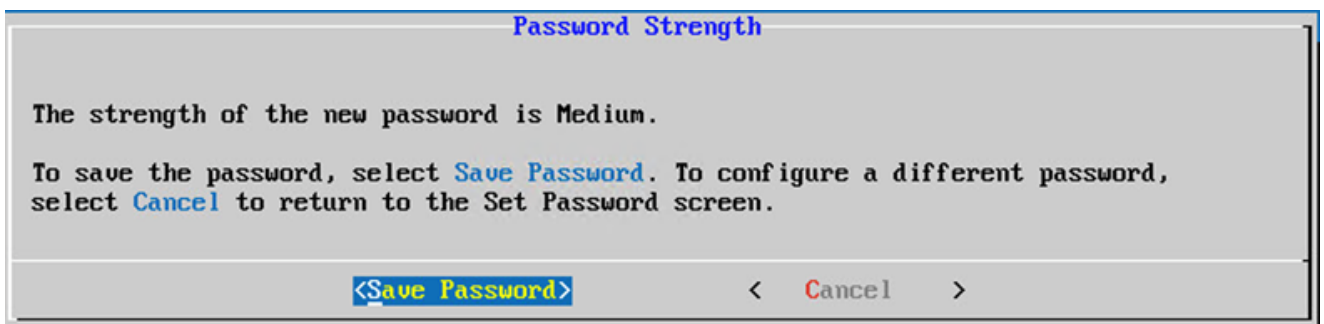 Password Strength
The strength of the new password is Medium.
To save the password, select Save Password. To configure a different password,
select Cancel to return to the Set Password screen.
<Save Password> < Cancel >